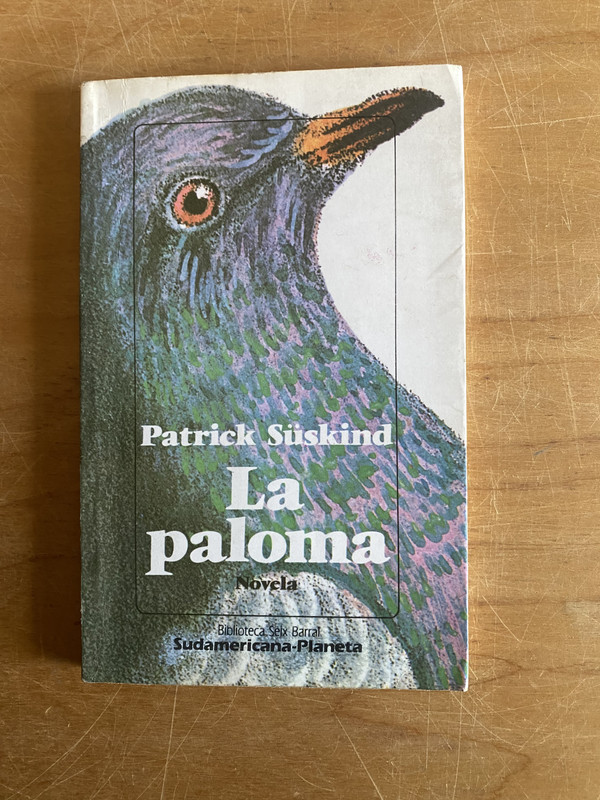 Patrick Süskind
La
paloma
Novela
Biblioteca Seix Barral
Sudamericana-Planeta